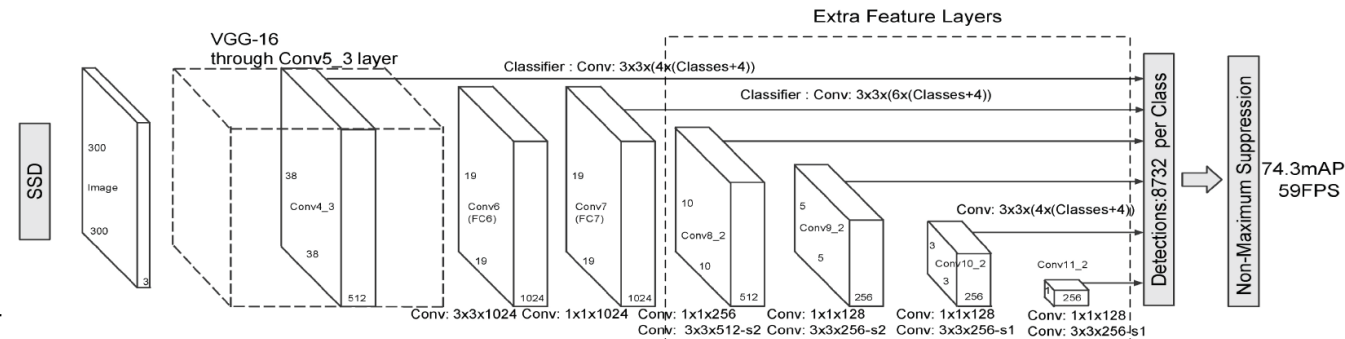 Extra Feature Layers
VGG-16
through Conv5_3 layer
Classifier : Conv: 3x3x(4x(Classes+4))
Classifier : Conv: 3x3x(6x(Classes+4))
SSD
300
Image
300
3
38
Conv4_3
38
512
19
Conv6
(FC6)
19
1024
19
Conv7
(FC7)
19
1024
10
Conv8_2
10
512
5
Conv9_2
5
256
Conv: 3x3x(4x(Classes+4))
3
Conv10_2
3
256
Conv11_2
1
256
Conv: 3x3x1024
Conv: 1x1x1024
Conv: 1x1x256
Conv: 3x3x512-s2
Conv: 1x1x128
Conv: 3x3x256-s2
Conv: 1x1x128
Conv: 3x3x256-s1
Conv: 1x1x128
Conv: 3x3x256-s1
Detections:8732 per Class
Non-Maximum Suppression
74.3mAP
59FPS